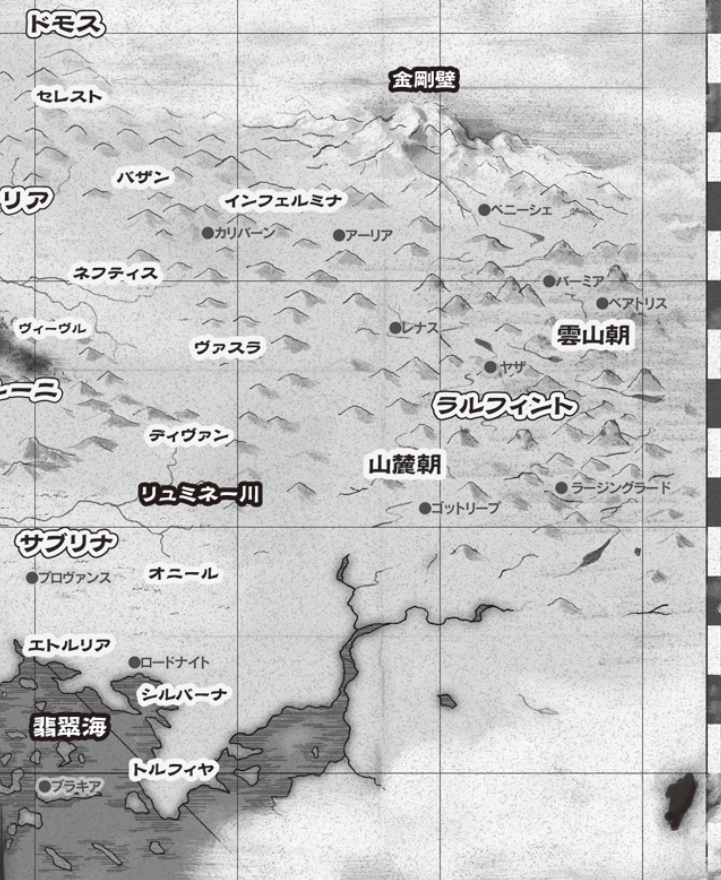 ドモス
金剛壁
セレスト
バザン
リア
インフェルミナ
●ベニーシェ
●カリバーン
●アーリア
ネフティス
●バーミア
●ベアトリス
ヴィーヴル
●レナス
雲山朝
ヴァスラ
●ヤザ
ーニ
ラルフィント
ディヴァン
山麓朝
リュミネー川
●ラージングラード
●ゴットリープ
サブリナ
●プロヴァンス
オニール
エトルリア
●ロードナイト
シルバーナ
翡翠海
トルフィヤ
●ブラキア